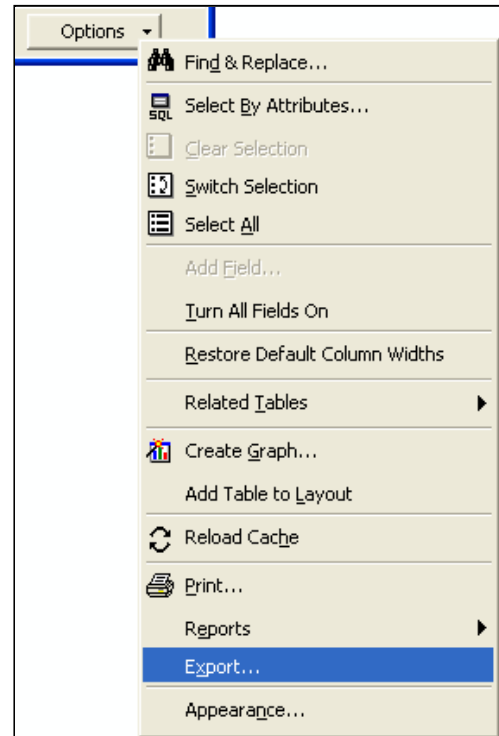 Options
Find & Replace...
SQL
Select By Attributes...
Clear Selection
Switch Selection
Select All
Add Field...
Turn All Fields On
Restore Default Column Widths
Related Tables
Create Graph...
Add Table to Layout
Reload Cache
Print...
Reports
Export...
Appearance...